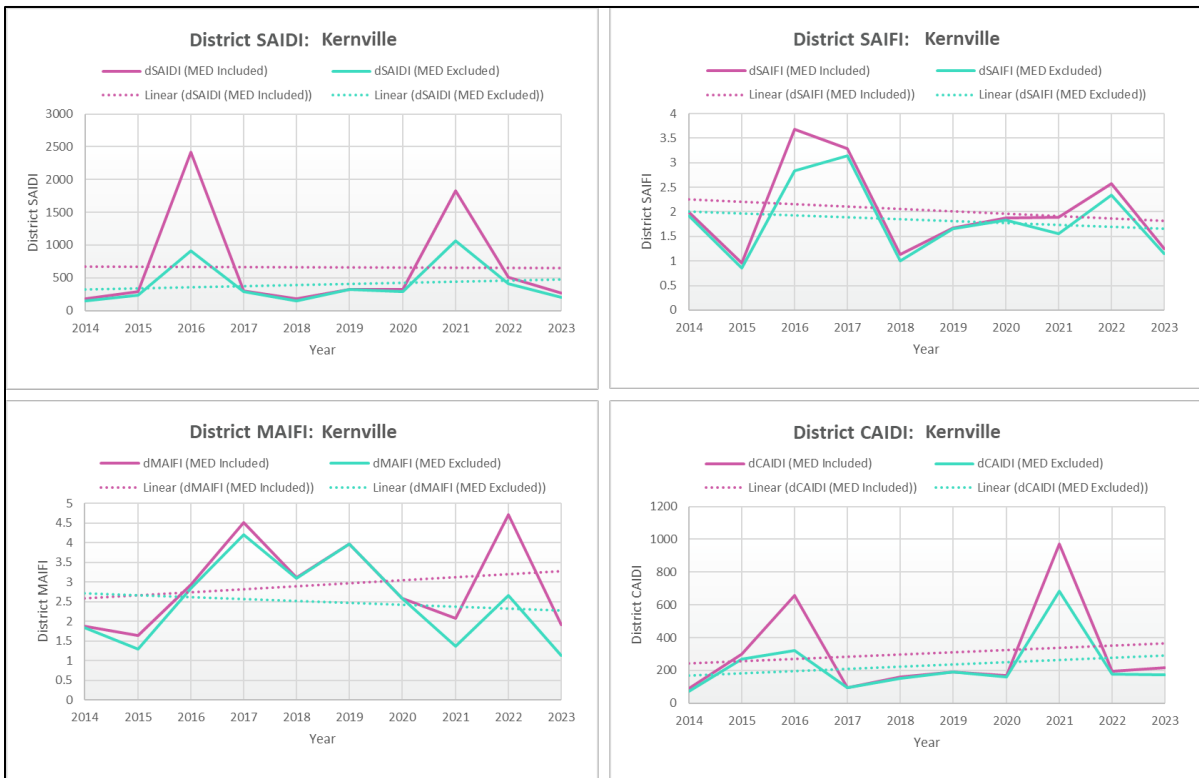 District SAIDI: Kernville
dSAIDI (MED Included) dSAIDI (MED Excluded)
Linear (dSAIDI (MED Included)) Linear (dSAIDI (MED Excluded))
3000
2500
2000
1500
1000
500
0
District SAIDI
2014 2015 2016 2017 2018 2019 2020 2021 2022 2023
Year
District SAIFI: Kernville
dSAIFI (MED Included) dSAIFI (MED Excluded)
Linear (dSAIFI (MED Included)) Linear (dSAIFI (MED Excluded))
4
3.5
3
2.5
2
1.5
1
0.5
0
District SAIFI
2014 2015 2016 2017 2018 2019 2020 2021 2022 2023
Year
District MAIFI: Kernville
dMAIFI (MED Included) dMAIFI (MED Excluded)
Linear (dMAIFI (MED Included)) Linear (dMAIFI (MED Excluded))
5
4.5
4
3.5
3
2.5
2
1.5
1
0.5
0
District MAIFI
2014 2015 2016 2017 2018 2019 2020 2021 2022 2023
Year
District CAIDI: Kernville
dCAIDI (MED Included) dCAIDI (MED Excluded)
Linear (dCAIDI (MED Included)) Linear (dCAIDI (MED Excluded))
1200
1000
800
600
400
200
0
District CAIDI
2014 2015 2016 2017 2018 2019 2020 2021 2022 2023
Year